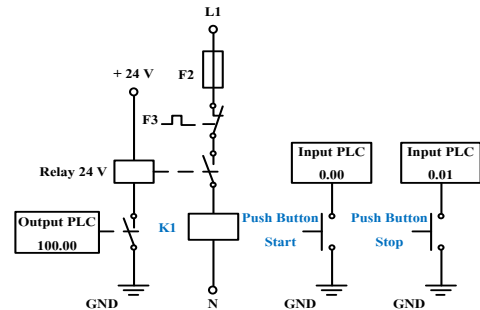 L1
F2
+ 24 V
F3
Relay 24 V
Input PLC
0.00
Input PLC
0.01
Output PLC
100.00
K1
Push Button
Start
Push Button
Stop
GND
N
GND
GND